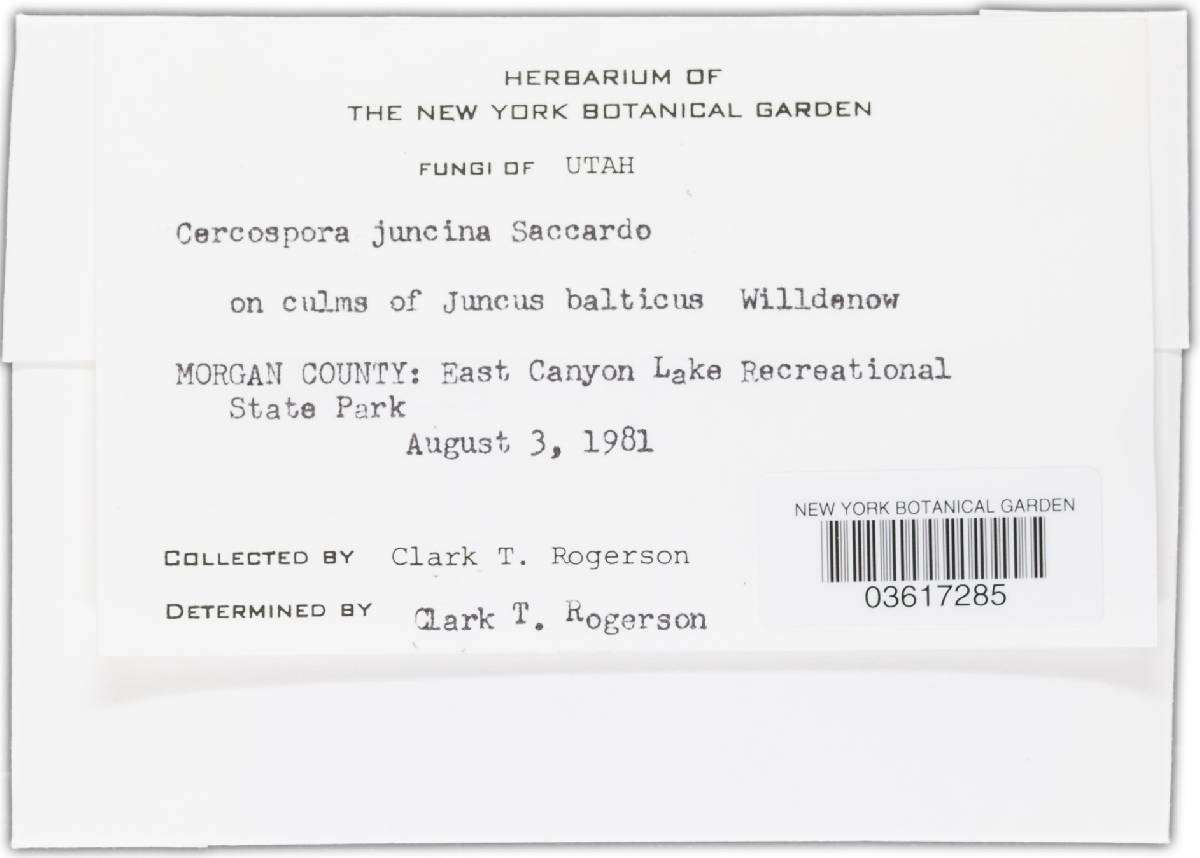 HERBARIUM OF
THE NEW YORK BOTANICAL GARDEN
FUNGI OF UTAH
Cercospora juncina Saccardo
on culms of Juncus balticus Willdenow
MORGAN COUNTY: East Canyon Lake Recreational
State Park
August 3, 1981
COLLECTED BY Clark T. Rogerson
DETERMINED BY Clark T. Rogerson
NEW YORK BOTANICAL GARDEN
03617285